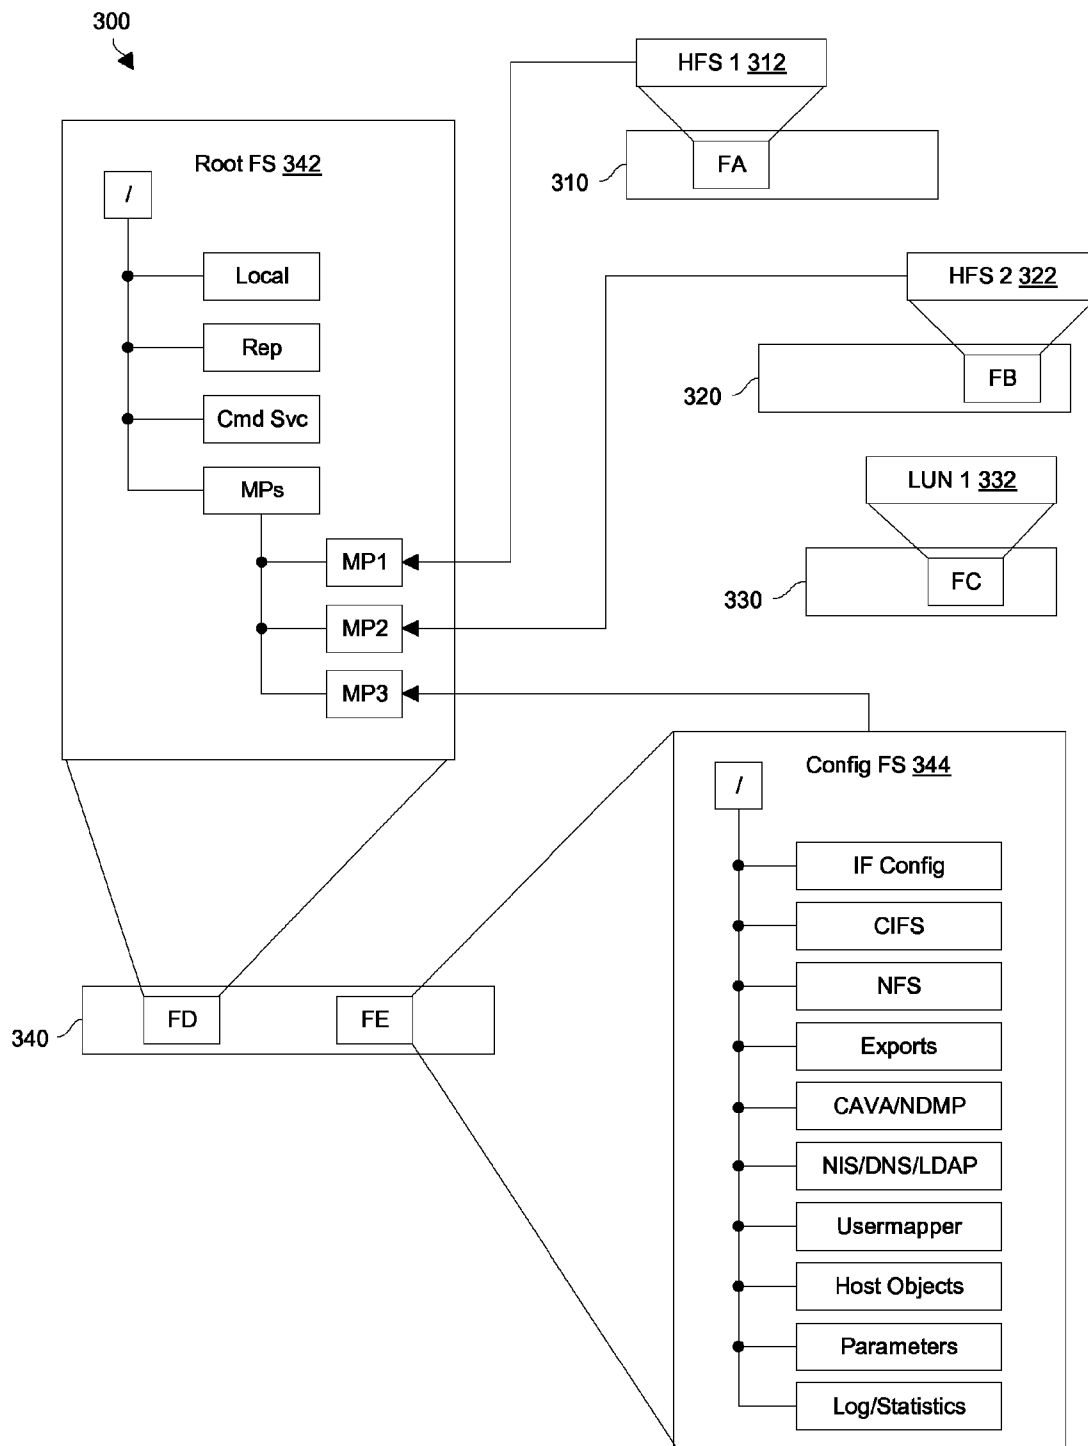 300
HFS 1 312
Root FS 342
FA
310
/
Local
HFS 2 322
Rep
FB
320
Cmd Svc
LUN 1 332
MPs
MP1
FC
330
MP2
MP3
Config FS 344
/
IF Config
CIFS
NFS
FD
FE
340
Exports
CAVA/NDMP
NIS/DNS/LDAP
Usermapper
Host Objects
Parameters
Log/Statistics